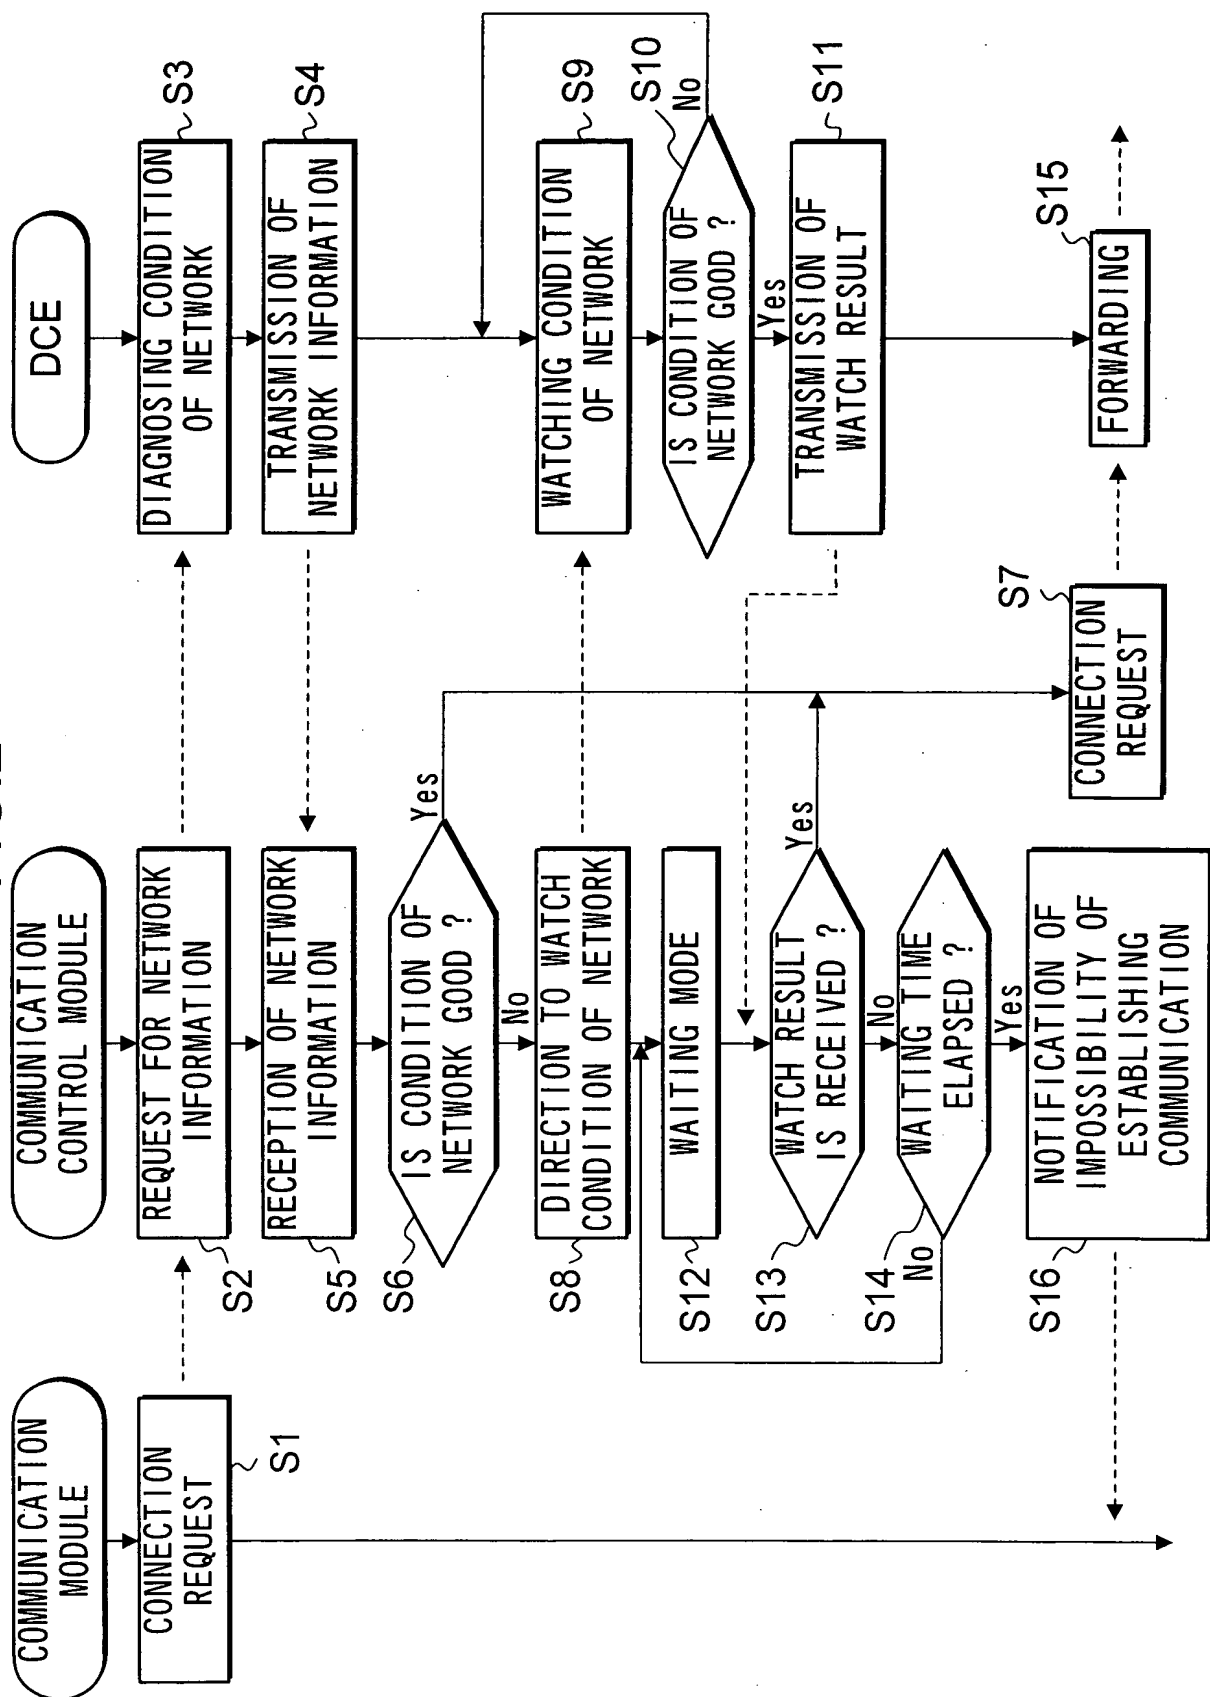 COMMUNICATION
MODULE
CONNECTION
REQUEST
S1
COMMUNICATION
CONTROL MODULE
REQUEST FOR NETWORK
INFORMATION
S2
RECEPTION OF NETWORK
INFORMATION
S5
IS CONDITION OF
NETWORK GOOD ?
S6
Yes
No
DIRECTION TO WATCH
CONDITION OF NETWORK
S8
WAITING MODE
S12
WATCH RESULT
IS RECEIVED ?
S13
Yes
No
WAITING TIME
ELAPSED ?
S14
No
Yes
NOTIFICATION OF
IMPOSSIBILITY OF
ESTABLISHING
COMMUNICATION
S16
CONNECTION
REQUEST
S7
DCE
DIAGNOSING CONDITION
OF NETWORK
S3
TRANSMISSION OF
NETWORK INFORMATION
S4
WATCHING CONDITION
OF NETWORK
S9
IS CONDITION OF
NETWORK GOOD ?
S10
No
Yes
TRANSMISSION OF
WATCH RESULT
S11
FORWARDING
S15